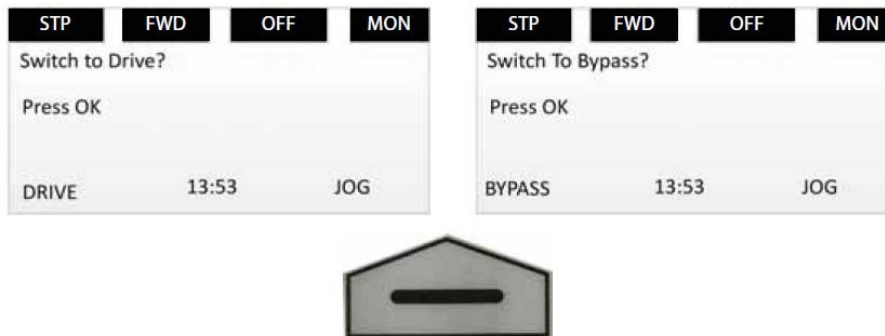 STP FWD OFF MON
Switch to Drive?
Press OK
DRIVE 13:53 JOG
STP FWD OFF MON
Switch To Bypass?
Press OK
BYPASS 13:53 JOG